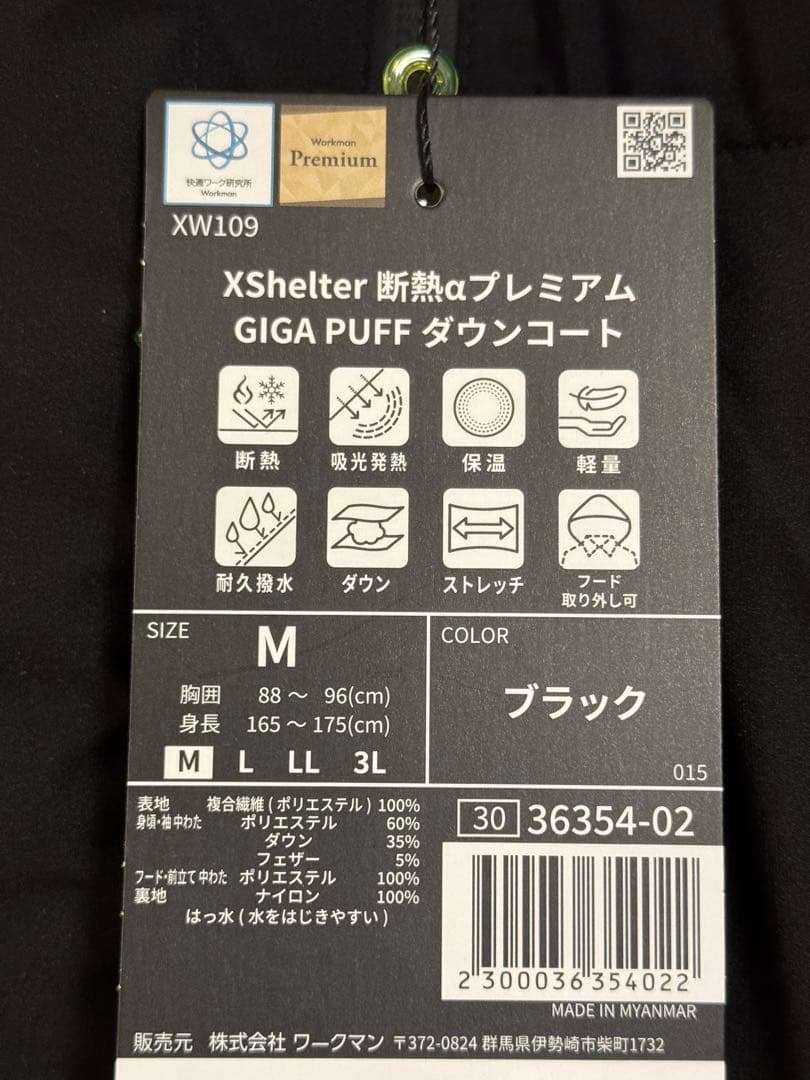 快適ワーク研究所
Workman
Workman
Premium
XW109
XShelter 断熱αプレミアム
GIGA PUFF ダウンコート
断熱 吸光発熱 保温 軽量
耐久撥水 ダウン ストレッチ フード
取り外し可
SIZE M
胸囲 88 〜 96(cm)
身長 165 〜 175(cm)
M L LL 3L
COLOR
ブラック
015
表地 複合繊維 ( ポリエステル ) 100%
身頃・袖 中わた ポリエステル 60%
ダウン 35%
フェザー 5%
フード・前立て 中わた ポリエステル 100%
裏地 ナイロン 100%
はっ水 ( 水をはじきやすい )
30 36354-02
2 300036 354022
MADE IN MYANMAR
販売元 株式会社 ワークマン 〒372-0824 群馬県伊勢崎市柴町1732